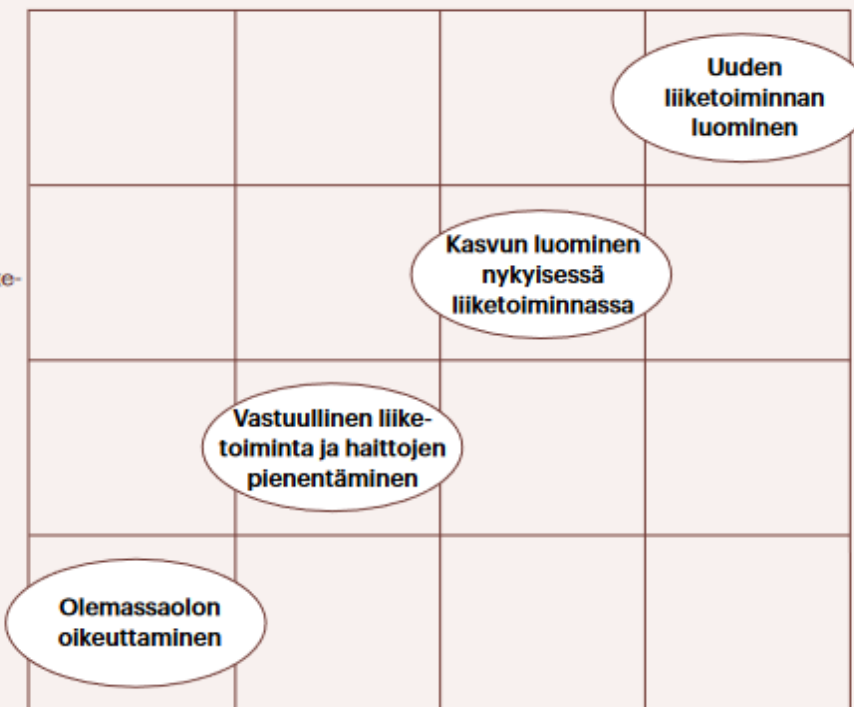 Uuden
liiketoiminnan
luominen
Kasvun luominen
nykyisessä
liiketoiminnassa
Vastuullinen liike-
toiminta ja haittojen
pienentäminen
Olemassaolon
oikeuttaminen